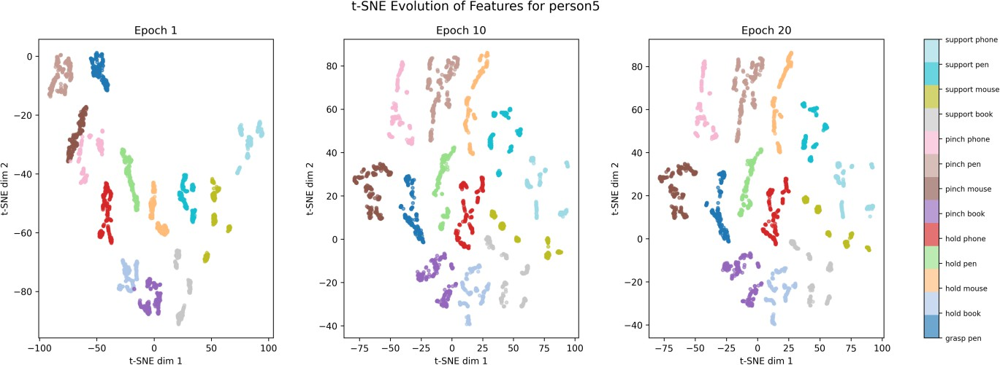 t-SNE Evolution of Features for person5
Epoch 1
0
−20
−40
−60
−80
−100
−50
0
50
100
t-SNE dim 1
t-SNE dim 2
Epoch 10
80
60
40
20
0
−20
−40
−75
−50
−25
0
25
50
75
100
t-SNE dim 1
t-SNE dim 2
Epoch 20
80
60
40
20
0
−20
−40
−75
−50
−25
0
25
50
75
100
t-SNE dim 1
t-SNE dim 2
support phone
support pen
support mouse
support book
pinch phone
pinch pen
pinch mouse
pinch book
hold phone
hold pen
hold mouse
hold book
grasp pen